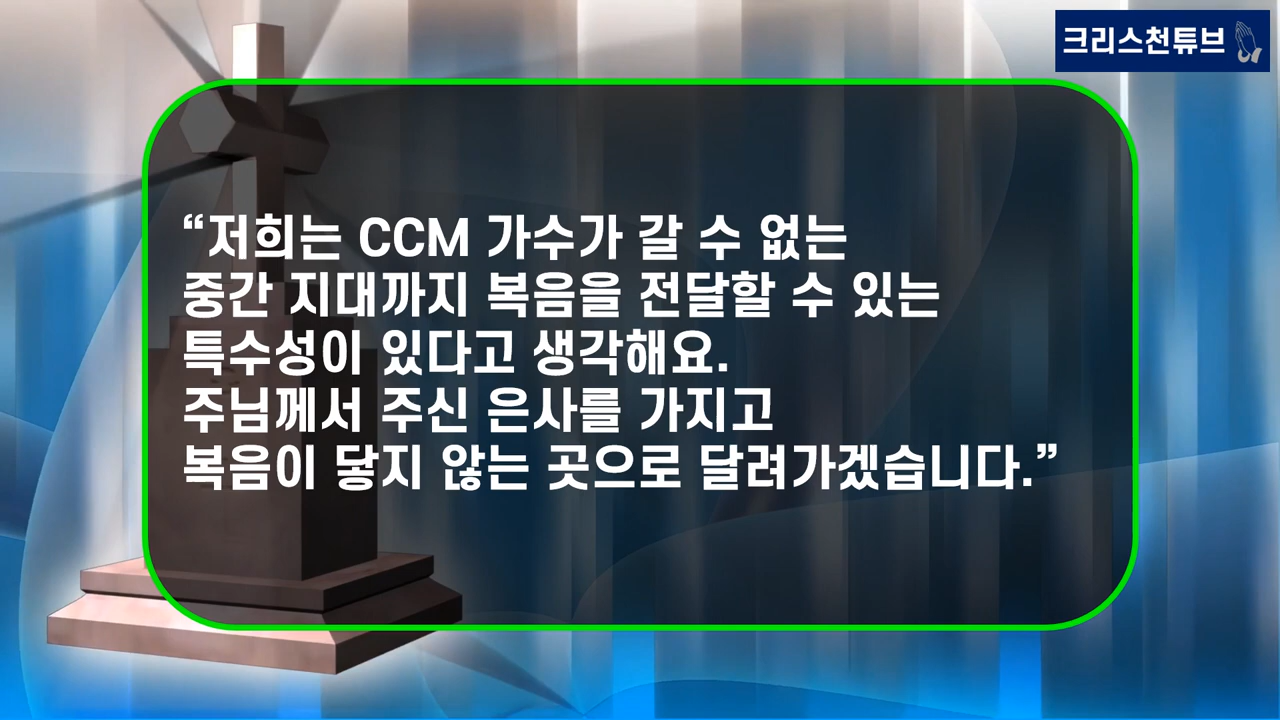 크리스천튜브
“저희는 CCM 가수가 갈 수 없는
중간 지대까지 복음을 전달할 수 있는
특수성이 있다고 생각해요.
주님께서 주신 은사를 가지고
복음이 닿지 않는 곳으로 달려가겠습니다.”